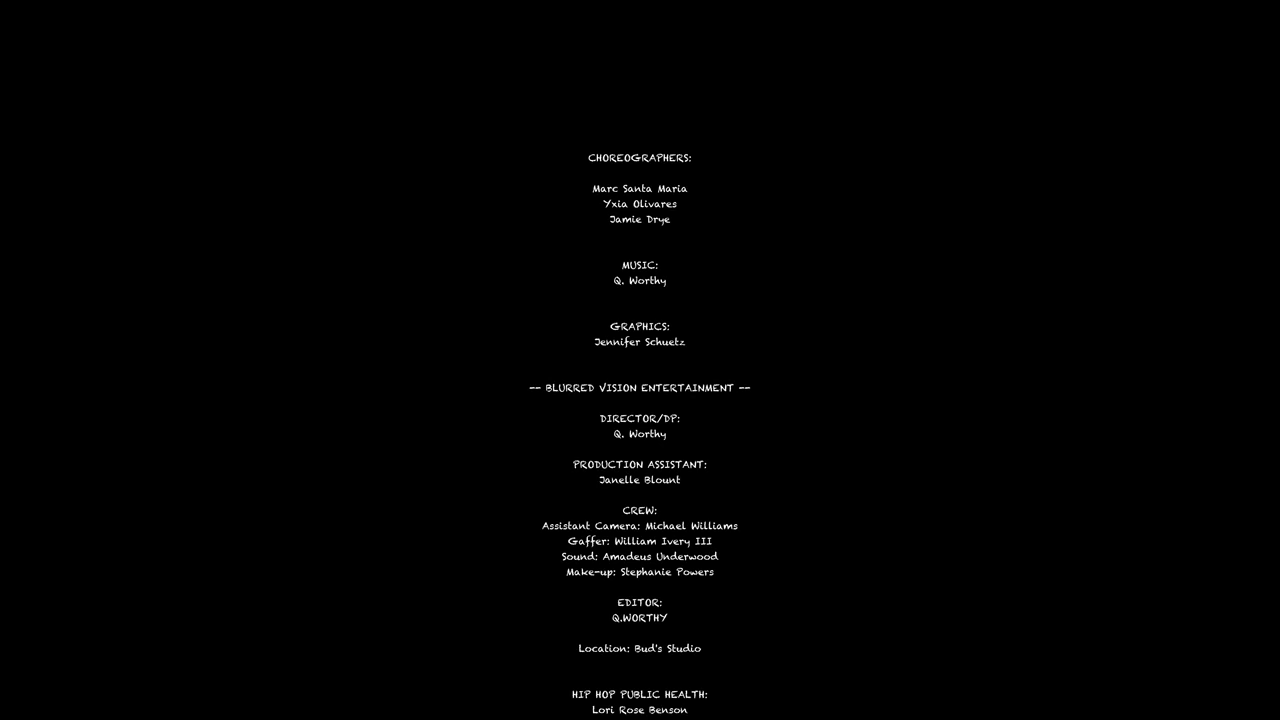 CHOREOGRAPHERS:
Marc Santa Maria
Yxia Olivares
Jamie Drye
MUSIC:
Q. Worthy
GRAPHICS:
Jennifer Schuetz
-- BLURRED VISION ENTERTAINMENT --
DIRECTOR/DP:
Q. Worthy
PRODUCTION ASSISTANT:
Janelle Blount
CREW:
Assistant Camera: Michael Williams
Gaffer: William Ivery III
Sound: Amadeus Underwood
Make-up: Stephanie Powers
EDITOR:
Q.WORTHY
Location: Bud's Studio
HIP HOP PUBLIC HEALTH:
Lori Rose Benson